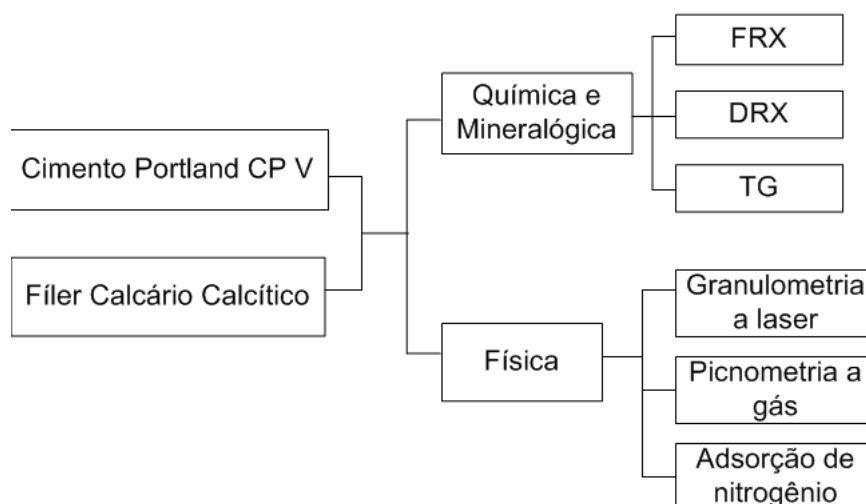 Cimento Portland CP V
Fíler Calcário Calcítico
Química e
Mineralógica
FRX
DRX
TG
Física
Granulometria
a laser
Picnometria a
gás
Adsorção de
nitrogênio